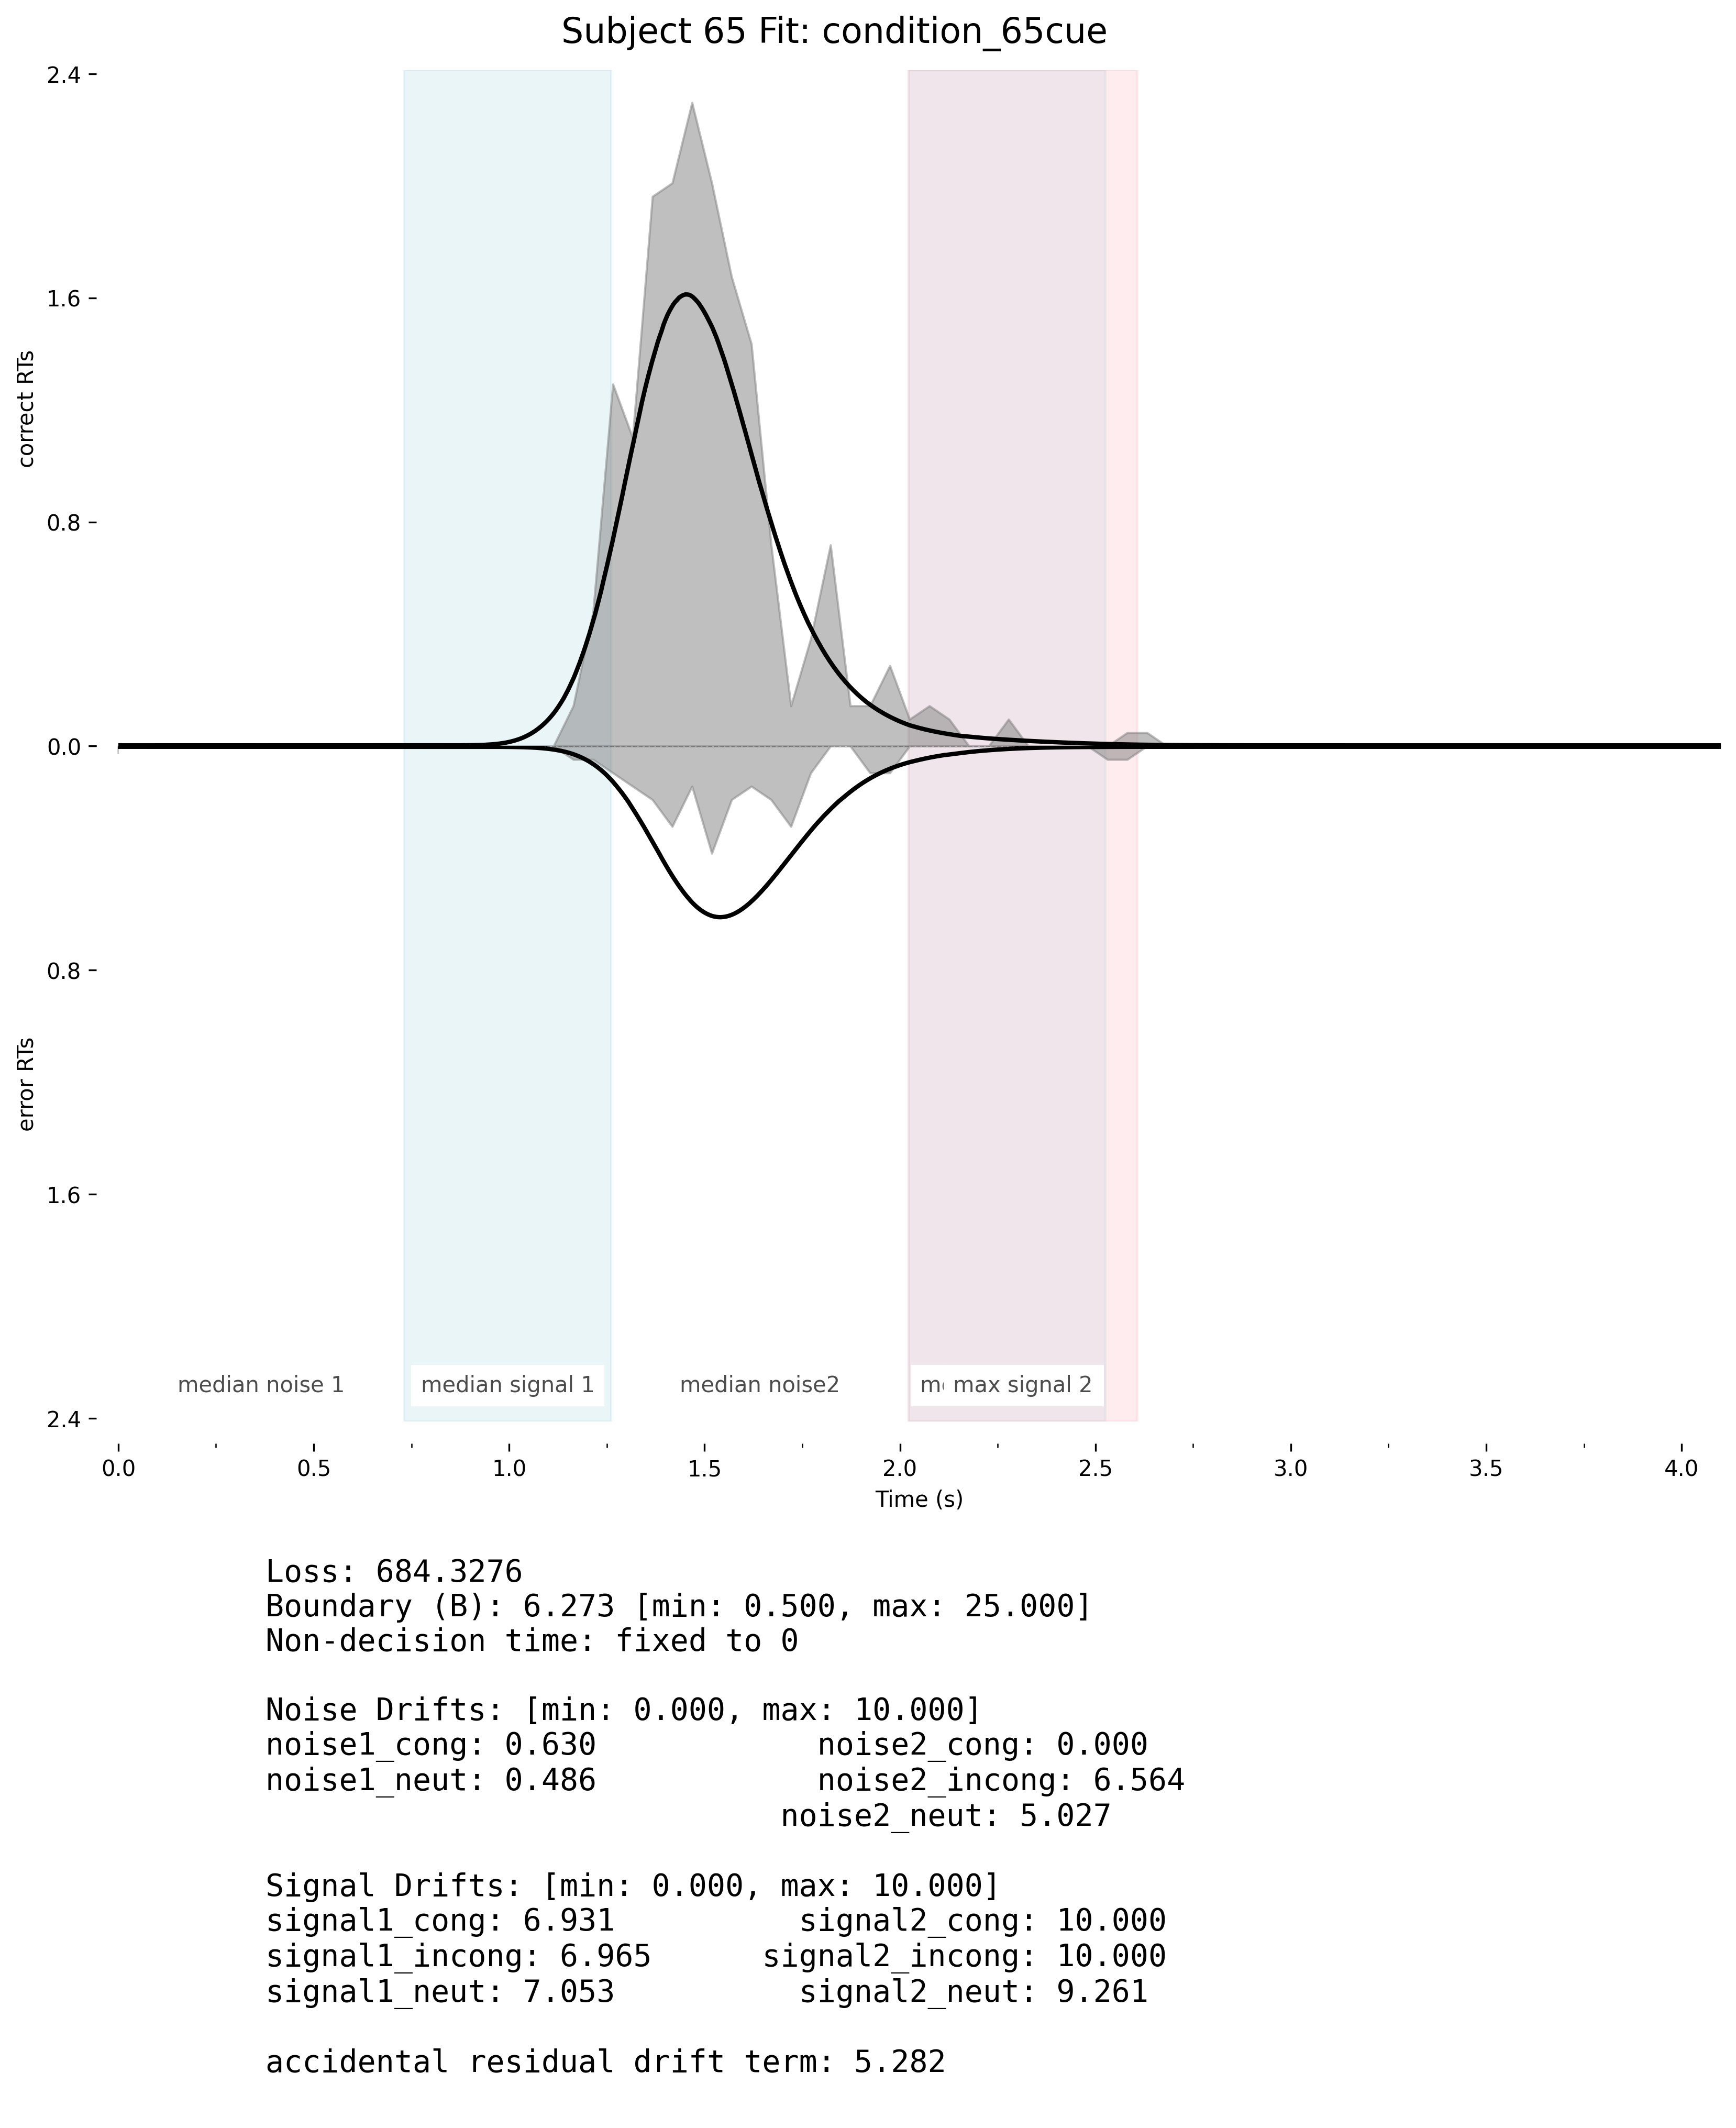 Subject 65 Fit: condition_65cue
2.4
1.6
0.8
0.0
0.8
1.6
2.4
correct RTs
error RTs
median noise 1
median signal 1
median noise2
max signal 2
0.0 0.5 1.0 1.5 2.0 2.5 3.0 3.5 4.0
Time (s)
Loss: 684.3276
Boundary (B): 6.273 [min: 0.500, max: 25.000]
Non-decision time: fixed to 0
Noise Drifts: [min: 0.000, max: 10.000]
noise1_cong: 0.630 noise2_cong: 0.000
noise1_neut: 0.486 noise2_incong: 6.564
noise2_neut: 5.027
Signal Drifts: [min: 0.000, max: 10.000]
signal1_cong: 6.931 signal2_cong: 10.000
signal1_incong: 6.965 signal2_incong: 10.000
signal1_neut: 7.053 signal2_neut: 9.261
accidental residual drift term: 5.282